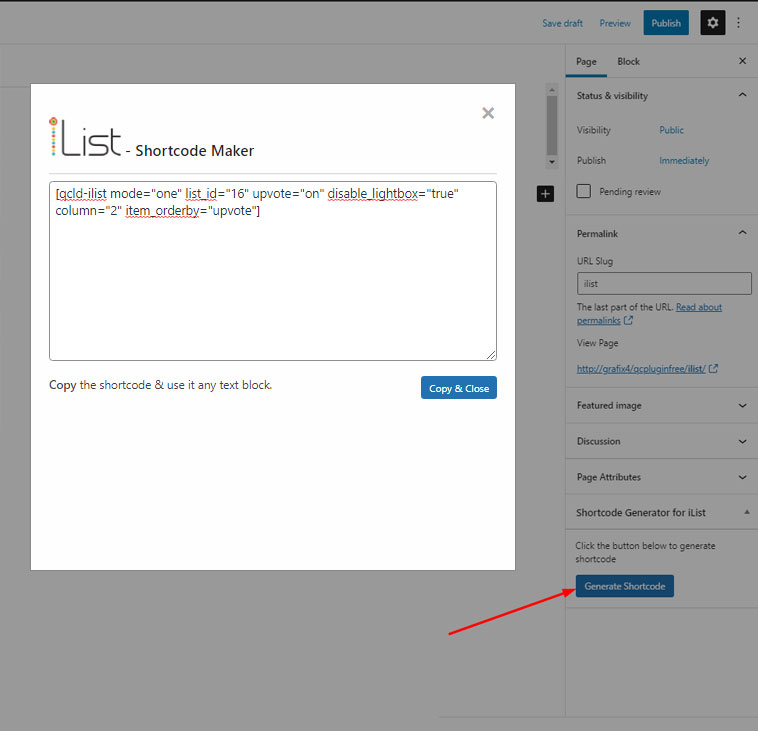 Save draft Preview Publish
Page Block
Status & visibility
Visibility Public
Publish Immediately
Pending review
Permalink
URL Slug
ilist
The last part of the URL. Read about
permalinks
View Page
http://grafix4/qcpluginfree/ilist/
Featured image
Discussion
Page Attributes
Shortcode Generator for iList
Click the button below to generate
shortcode
Generate Shortcode
iList - Shortcode Maker
[qcld-ilist mode="one" list_id="16" upvote="on" disable_lightbox="true"
column="2" item_orderby="upvote"]
Copy the shortcode & use it any text block.
Copy & Close